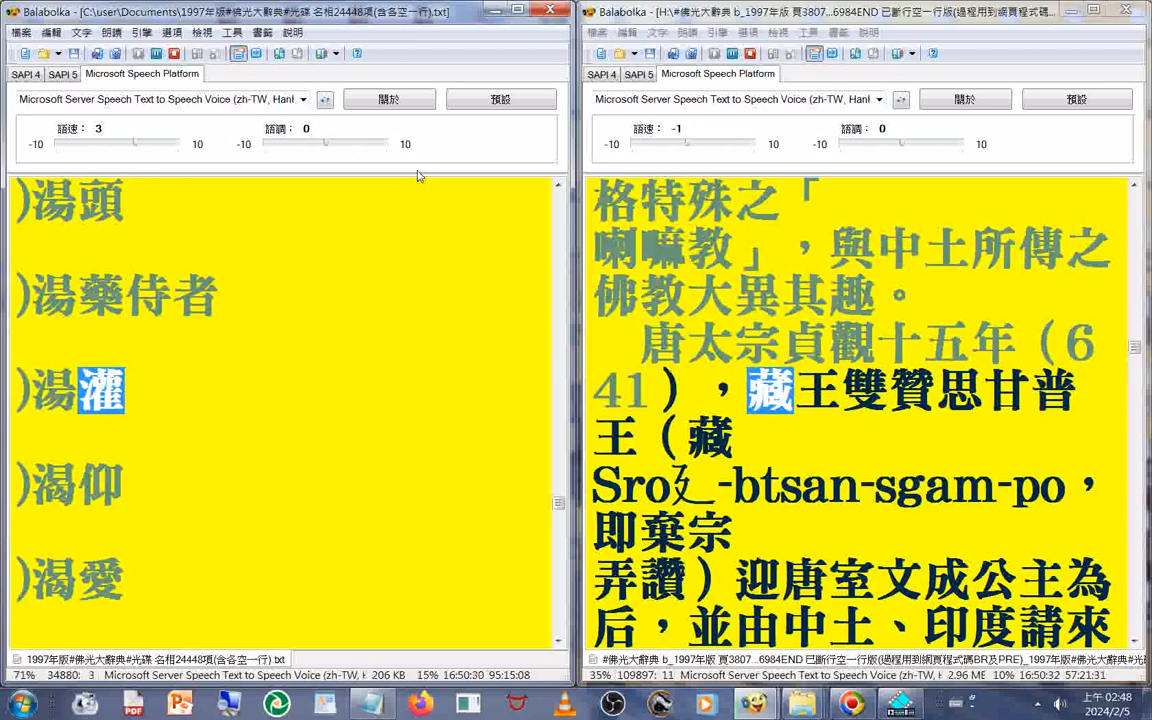 Balabolka - [C:\user\Documents\1997年版#佛光大辭典#光碟 名相24448項(含各空一行).txt]
檔案 編輯 文字 朗讀 引擎 選項 檢視 工具 書籤 說明
SAPI 4 SAPI 5 Microsoft Speech Platform
Microsoft Server Speech Text to Speech Voice (zh-TW, HanH
關於 預設
語速： 3 語調： 0
-10 10 -10 10
)湯頭
)湯藥侍者
)湯灌
)渴仰
)渴愛
1997年版#佛光大辭典#光碟 名相24448項(含各空一行).txt
71% 34880: 3 Microsoft Server Speech Text to Speech Voice (zh-TW, H 206 KB 15% 16:50:30 95:15:08
Balabolka - [H:\#佛光大辭典 b_1997年版 頁3807...6984END 已斷行空一行版(過程用到網頁程式碼...
檔案 編輯 文字 朗讀 引擎 選項 檢視 工具 書籤 說明
SAPI 4 SAPI 5 Microsoft Speech Platform
Microsoft Server Speech Text to Speech Voice (zh-TW, HanH
關於 預設
語速： -1 語調： 0
-10 10 -10 10
格特殊之「
喇嘛教」，與中土所傳之
佛教大異其趣。
唐太宗貞觀十五年（6
41），藏王雙贊思甘普
王（藏
Sro廴-btsan-sgam-po，
即棄宗
弄讚）迎唐室文成公主為
后，並由中土、印度請來
#佛光大辭典 b_1997年版 頁3807...6984END 已斷行空一行版(過程用到網頁程式碼BR及PRE)_1997年版#光
35% 109897: 11 Microsoft Server Speech Text to Speech Voice 2.96 ME 10:30:52 57:21:31
PDF
上午 02:48
2024/2/5